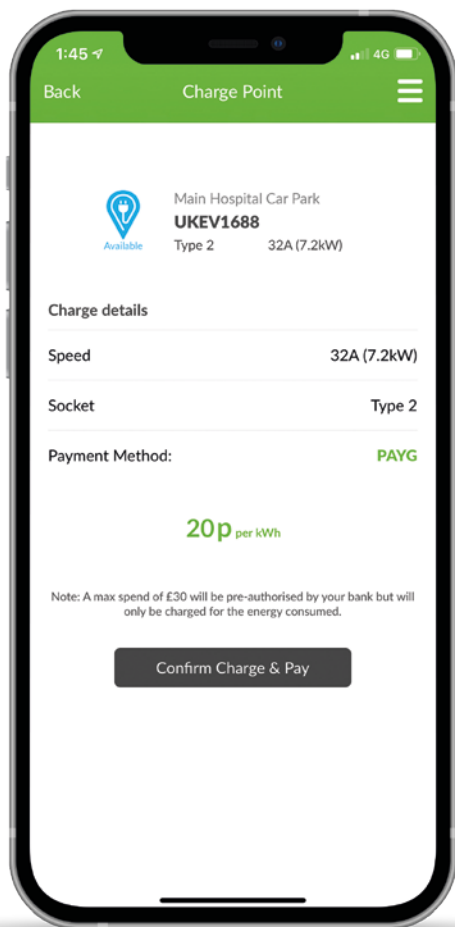 1:45
4G
Back
Charge Point
Main Hospital Car Park
UKEV1688
Available
Type 2 32A (7.2kW)
Charge details
Speed 32A (7.2kW)
Socket Type 2
Payment Method: PAYG
20p per kWh
Note: A max spend of £30 will be pre-authorised by your bank but will
only be charged for the energy consumed.
Confirm Charge & Pay